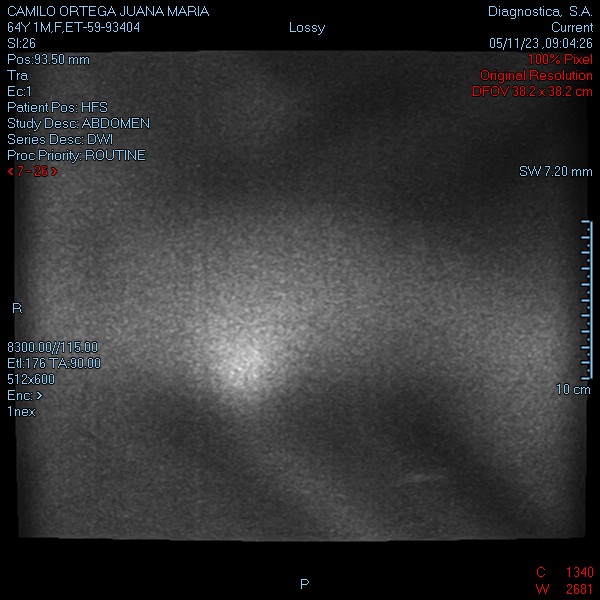 CAMILO ORTEGA JUANA MARIA
64Y 1M,F,ET-59-93404
Sl:26
Pos:93.50 mm
Tra
Ec:1
Patient Pos: HFS
Study Desc: ABDOMEN
Series Desc: DWI
Proc Priority: ROUTINE
< 7 - 26 >
Lossy
Diagnostica, S.A.
Current
05/11/23 ,09:04:26
100% Pixel
Original Resolution
DFOV 38.2 x 38.2 cm
SW 7.20 mm
R
8300.00//115.00
Etl:176 TA:90.00
512x600
Enc: >
1nex
10 cm
P
C 1340
W 2681